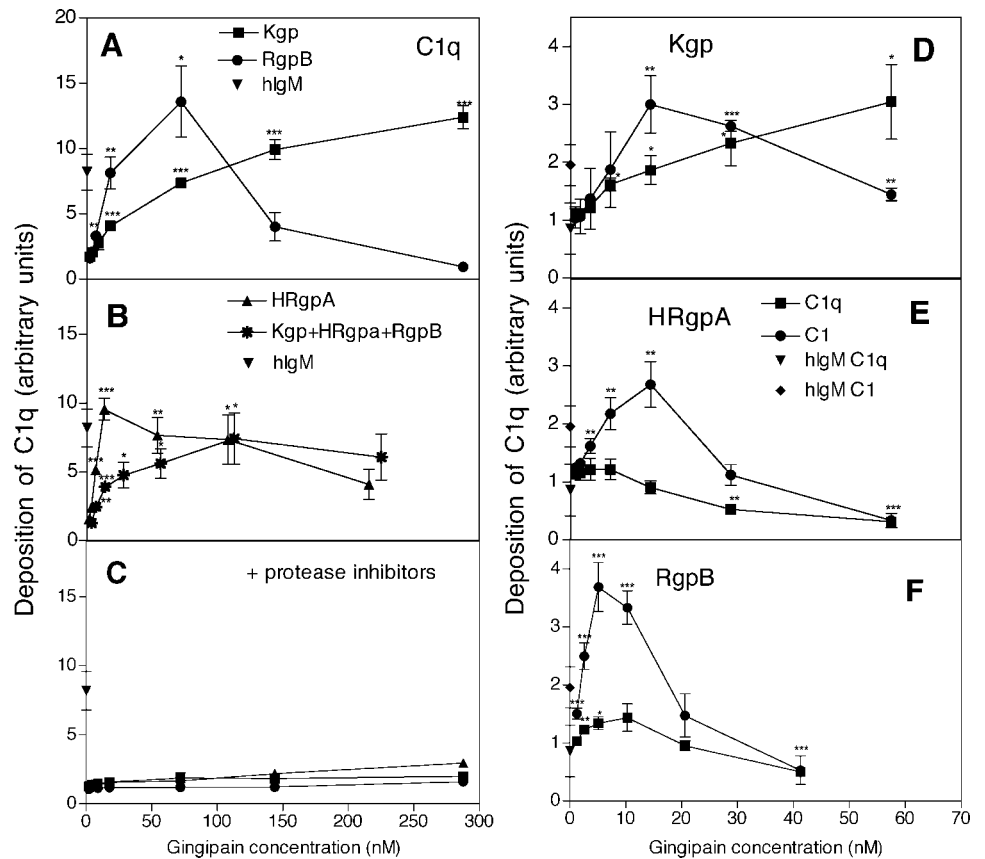 A
Kgp
RgpB
hIgM
C1q
20
15
10
5
0
*
**
***
***
***
**
***
B
HRgpA
Kgp+HRgpa+RgpB
hIgM
15
10
5
0
***
**
* *
***
*
*
***
**
C
+ protease inhibitors
15
10
5
0
0 50 100 150 200 250 300
Gingipain concentration (nM)
Deposition of C1q (arbitrary units)
D
Kgp
4
3
2
1
0
**
***
*
*
*
*
**
E
HRgpA
C1q
C1
hIgM C1q
hIgM C1
4
3
2
1
0
**
**
**
**
***
F
RgpB
4
3
2
1
0
***
***
***
***
**
*
***
0 10 20 30 40 50 60 70
Gingipain concentration (nM)
Deposition of C1q (arbitrary units)